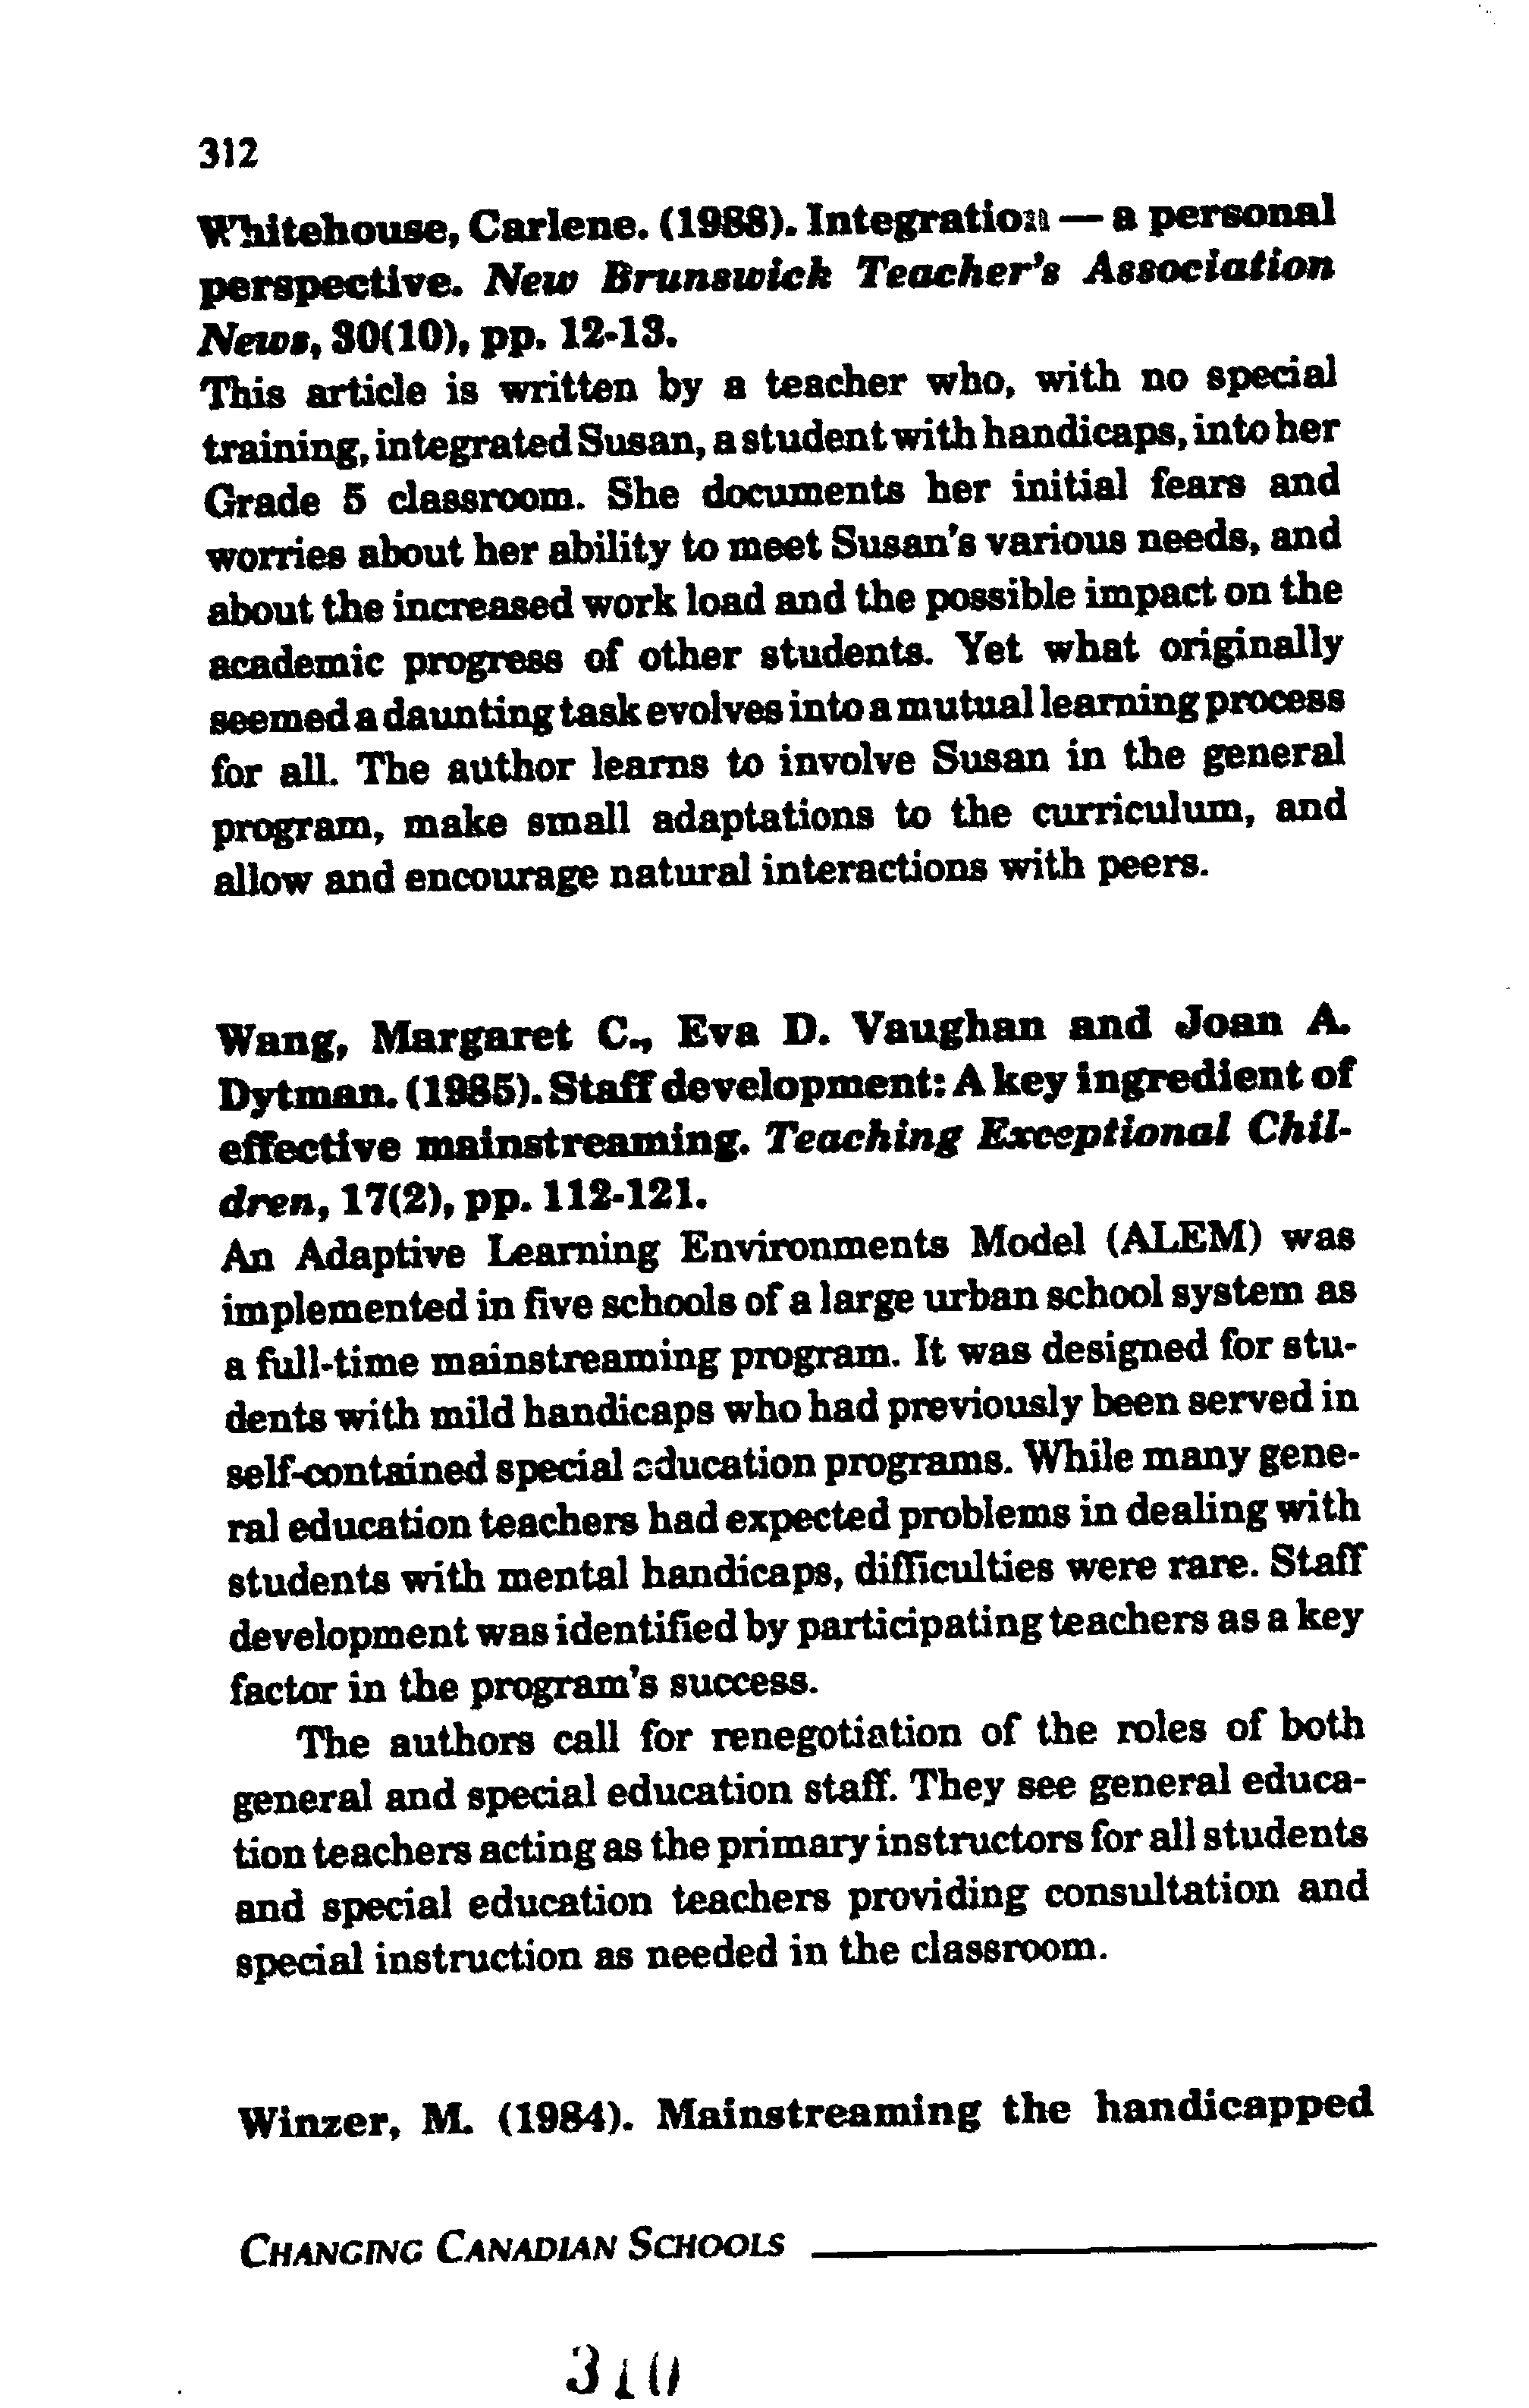 312
Whitehouse, Carlene. (1988). Integration — a personal
perspective. New Brunswick Teacher's Association
News, 30(10), pp. 12-13.
This article is written by a teacher who, with no special
training, integrated Susan, a student with handicaps, into her
Grade 5 classroom. She documents her initial fears and
worries about her ability to meet Susan's various needs, and
about the increased work load and the possible impact on the
academic progress of other students. Yet what originally
seemed a daunting task evolves into a mutual learning process
for all. The author learns to involve Susan in the general
program, make small adaptations to the curriculum, and
allow and encourage natural interactions with peers.
Wang, Margaret C., Eva D. Vaughan and Joan A.
Dytman. (1985). Staff development: A key ingredient of
effective mainstreaming. Teaching Exceptional Chil-
dren, 17(2), pp. 112-121.
An Adaptive Learning Environments Model (ALEM) was
implemented in five schools of a large urban school system as
a full-time mainstreaming program. It was designed for stu-
dents with mild handicaps who had previously been served in
self-contained special education programs. While many gene-
ral education teachers had expected problems in dealing with
students with mental handicaps, difficulties were rare. Staff
development was identified by participating teachers as a key
factor in the program's success.
The authors call for renegotiation of the roles of both
general and special education staff. They see general educa-
tion teachers acting as the primary instructors for all students
and special education teachers providing consultation and
special instruction as needed in the classroom.
Winzer, M. (1984). Mainstreaming the handicapped
CHANGING CANADIAN SCHOOLS
310